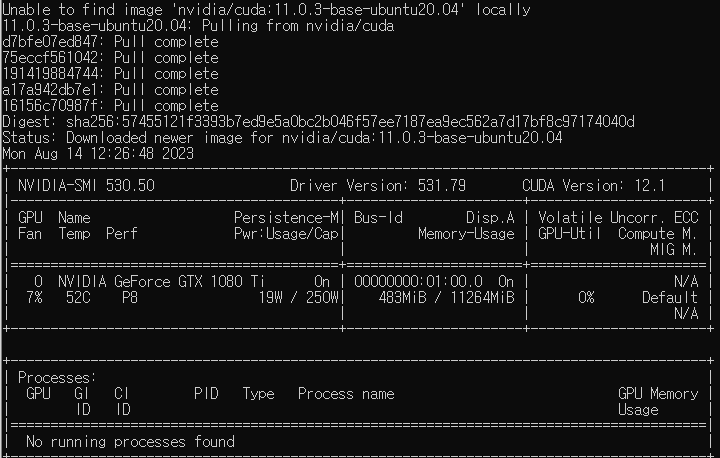 Unable to find image 'nvidia/cuda:11.0.3-base-ubuntu20.04' locally
11.0.3-base-ubuntu20.04: Pulling from nvidia/cuda
d7bfe07ed847: Pull complete
75eccf561042: Pull complete
191419884744: Pull complete
a17a942db7e1: Pull complete
16156c70987f: Pull complete
Digest: sha256:57455121f3393b7ed9e5a0bc2b046f57ee7187ea9ec562a7d17bf8c97174040d
Status: Downloaded newer image for nvidia/cuda:11.0.3-base-ubuntu20.04
Mon Aug 14 12:26:48 2023
+-----------------------------------------------------------------------------+
| NVIDIA-SMI 530.50                 Driver Version: 531.79       CUDA Version: 12.1     |
|-------------------------------+----------------------+----------------------+
| GPU  Name                 Persistence-M| Bus-Id        Disp.A | Volatile Uncorr. ECC |
| Fan  Temp  Perf           Pwr:Usage/Cap|         Memory-Usage | GPU-Util  Compute M. |
|                                        |                      |               MIG M. |
|===============================+======================+======================|
|   0  NVIDIA GeForce GTX 1080 Ti      On | 00000000:01:00.0  On |                  N/A |
|  7%   52C    P8               19W / 250W|    483MiB / 11264MiB |      0%      Default |
|                                         |                      |                  N/A |
+-------------------------------+----------------------+----------------------+
+-----------------------------------------------------------------------------+
| Processes:                                                                  |
|  GPU   GI   CI        PID   Type   Process name                  GPU Memory |
|        ID   ID                                                   Usage      |
|=============================================================================|
|  No running processes found                                                 |
+-----------------------------------------------------------------------------+